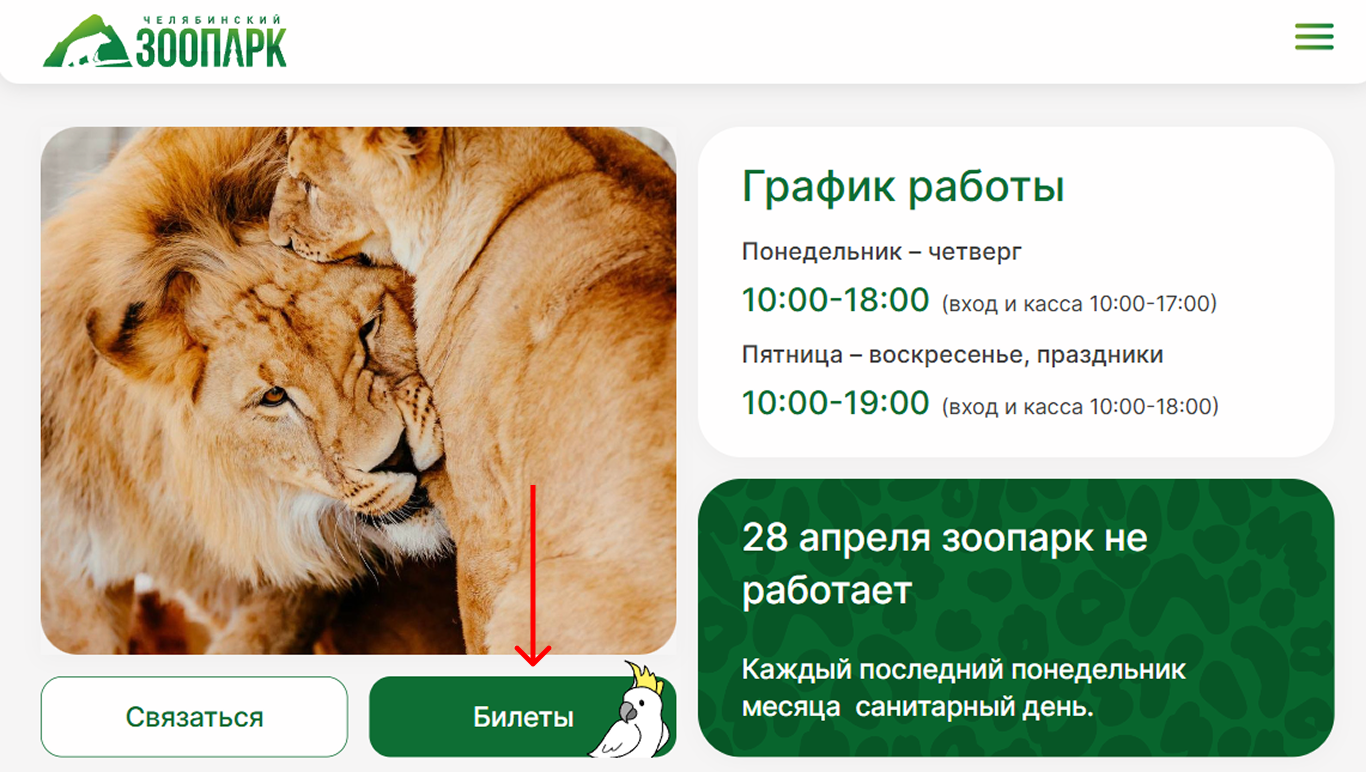 ЧЕЛЯБИНСКИЙ
ЗООПАРК
График работы
Понедельник – четверг
10:00-18:00 (вход и касса 10:00-17:00)
Пятница – воскресенье, праздники
10:00-19:00 (вход и касса 10:00-18:00)
28 апреля зоопарк не
работает
Каждый последний понедельник
месяца санитарный день.
Связаться
Билеты